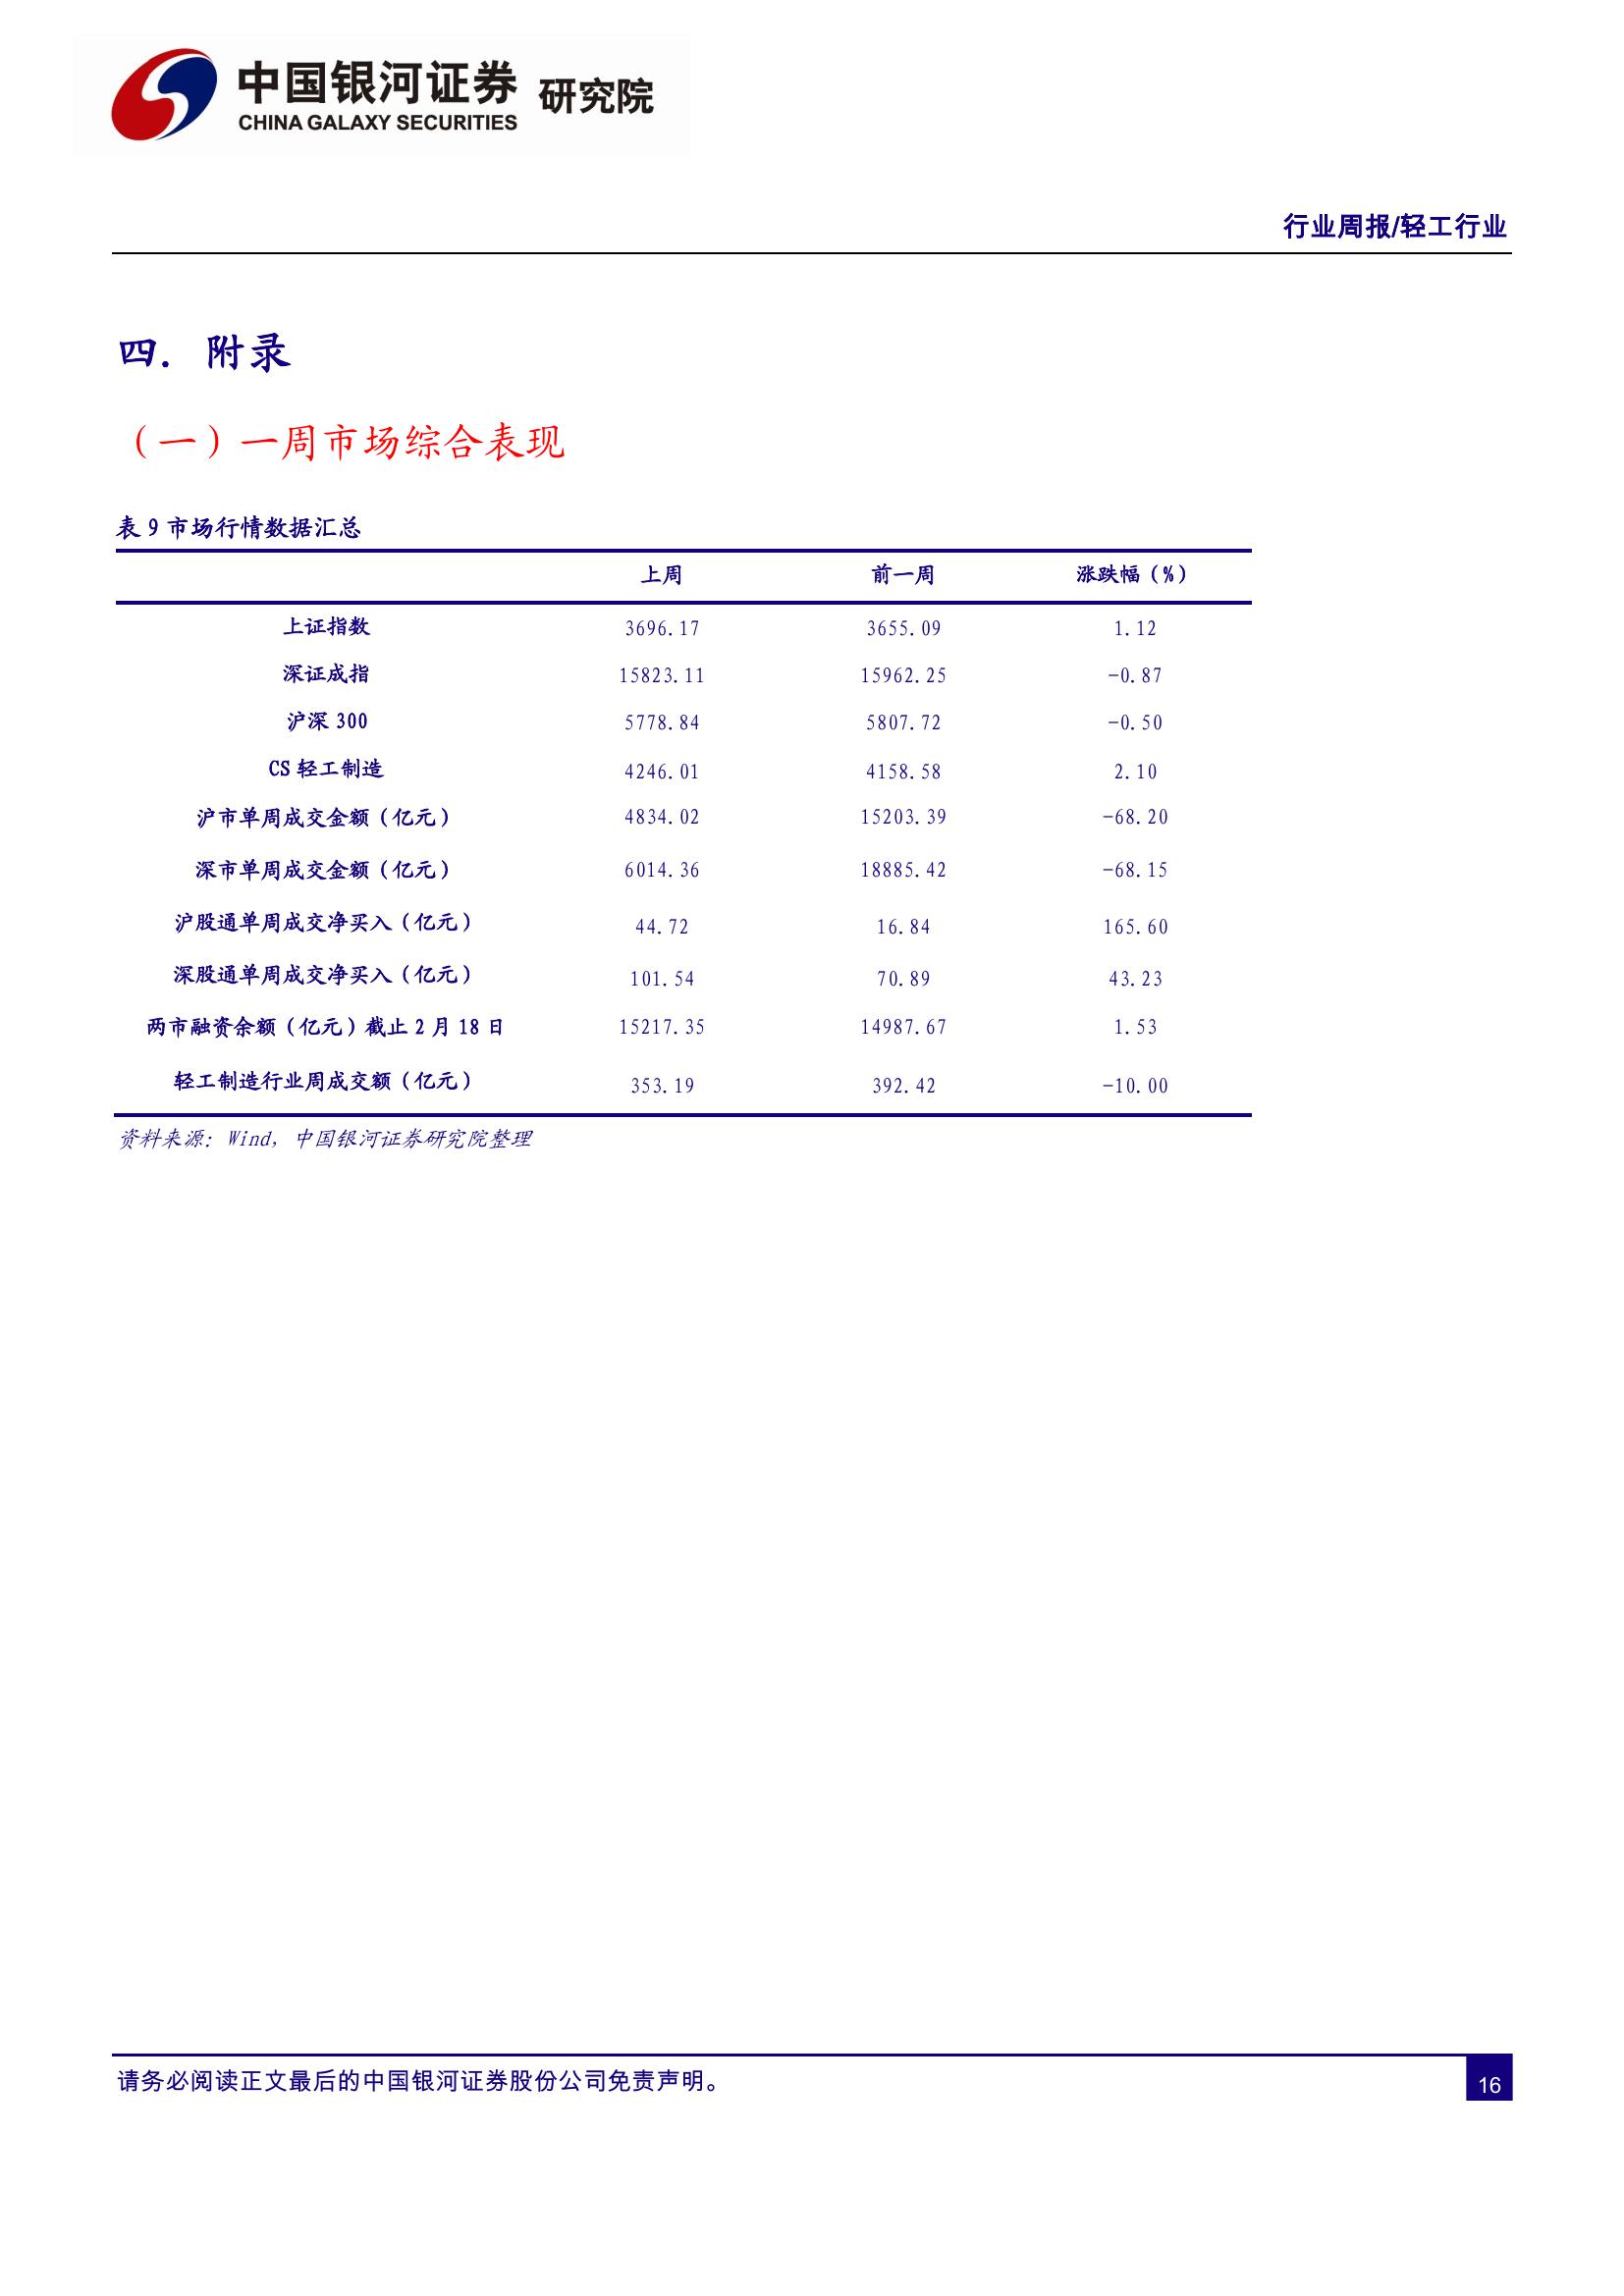 中国银河证券 研究院
CHINA GALAXY SECURITIES
行业周报/轻工行业
四. 附录
（一）一周市场综合表现
表 9 市场行情数据汇总
上周 前一周 涨跌幅（%）
上证指数 3696.17 3655.09 1.12
深证成指 15823.11 15962.25 -0.87
沪深 300 5778.84 5807.72 -0.50
CS 轻工制造 4246.01 4158.58 2.10
沪市单周成交金额（亿元） 4834.02 15203.39 -68.20
深市单周成交金额（亿元） 6014.36 18885.42 -68.15
沪股通单周成交净买入（亿元） 44.72 16.84 165.60
深股通单周成交净买入（亿元） 101.54 70.89 43.23
两市融资余额（亿元）截止 2 月 18 日 15217.35 14987.67 1.53
轻工制造行业周成交额（亿元） 353.19 392.42 -10.00
资料来源：Wind，中国银河证券研究院整理
请务必阅读正文最后的中国银河证券股份公司免责声明。
16